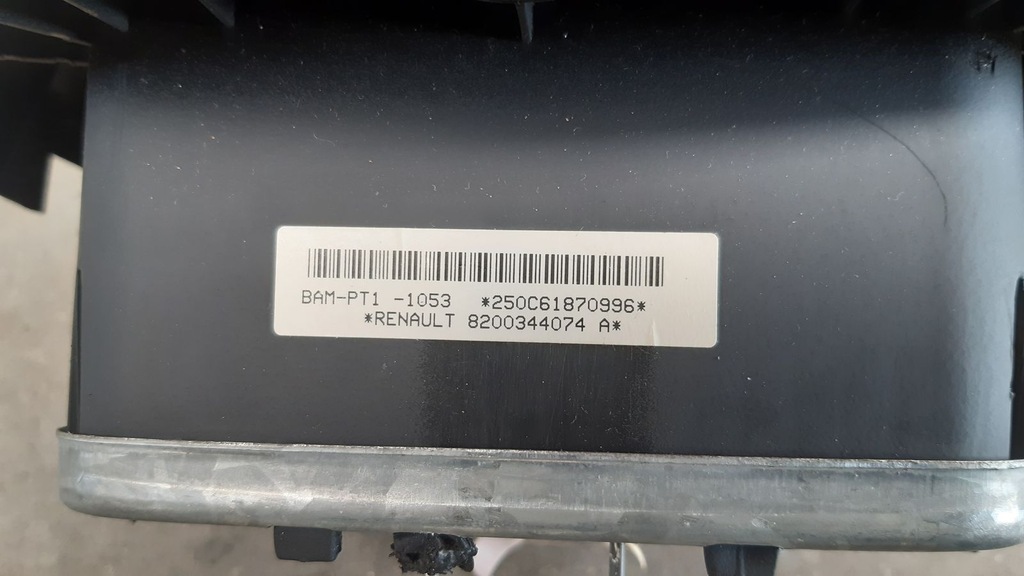 BAM-PT1 -1053 *250C61870996*
*RENAULT 8200344074 A*